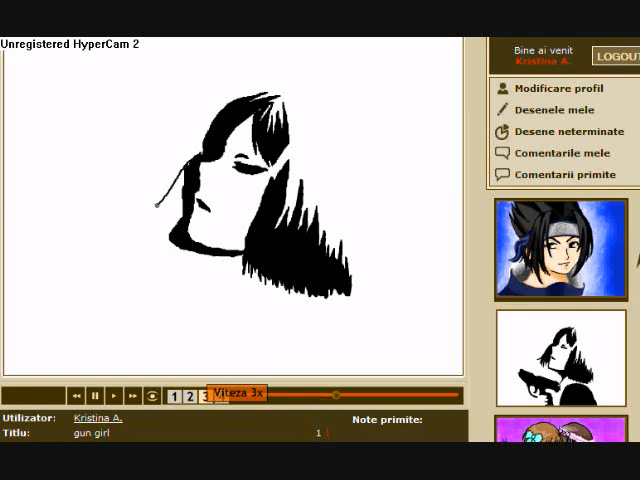 Unregistered HyperCam 2
Bine ai venit
Kristina A.
LOGOUT
Modificare profil
Desenele mele
Desene neterminate
Comentariile mele
Comentarii primite
1 2 3
Viteza 3x
Utilizator: Kristina A.
Note primite:
Titlu: gun girl
1